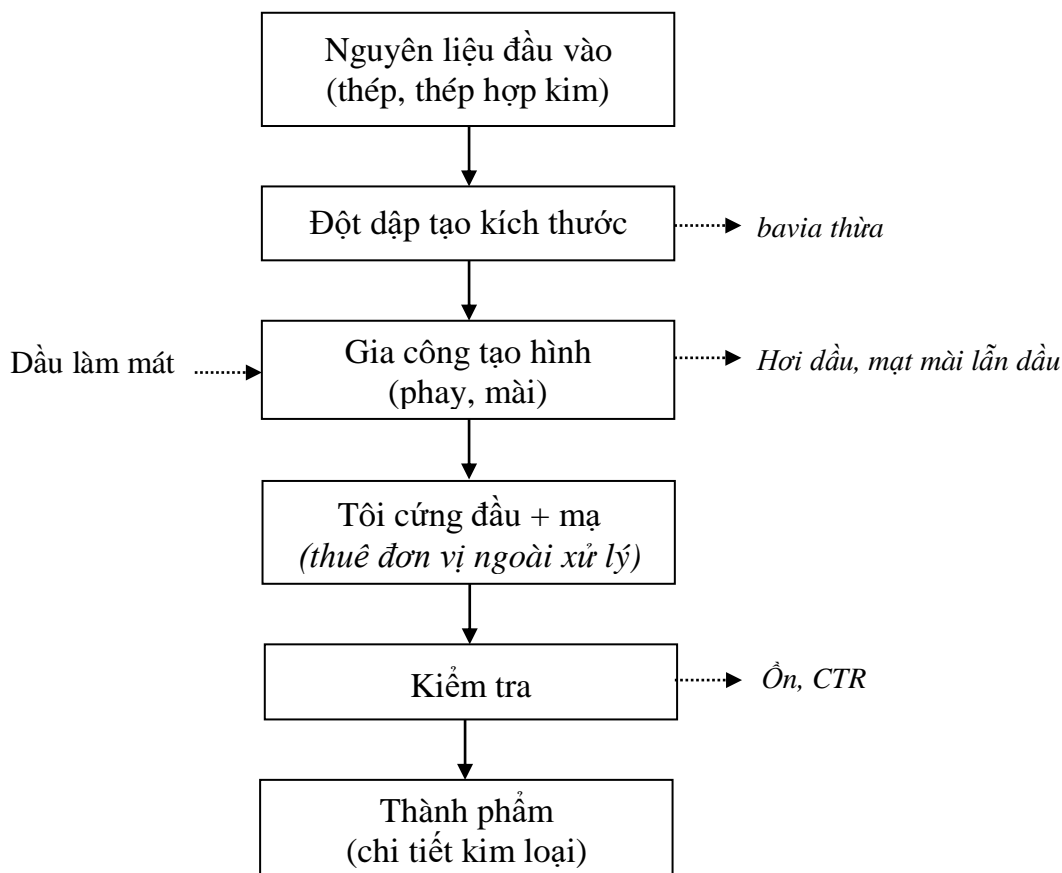 Nguyên liệu đầu vào
(thép, thép hợp kim)
Đột dập tạo kích thước
bavia thừa
Dầu làm mát
Gia công tạo hình
(phay, mài)
Hơi dầu, mạt mài lẫn dầu
Tôi cứng đầu + mạ
(thuê đơn vị ngoài xử lý)
Kiểm tra
Ồn, CTR
Thành phẩm
(chi tiết kim loại)